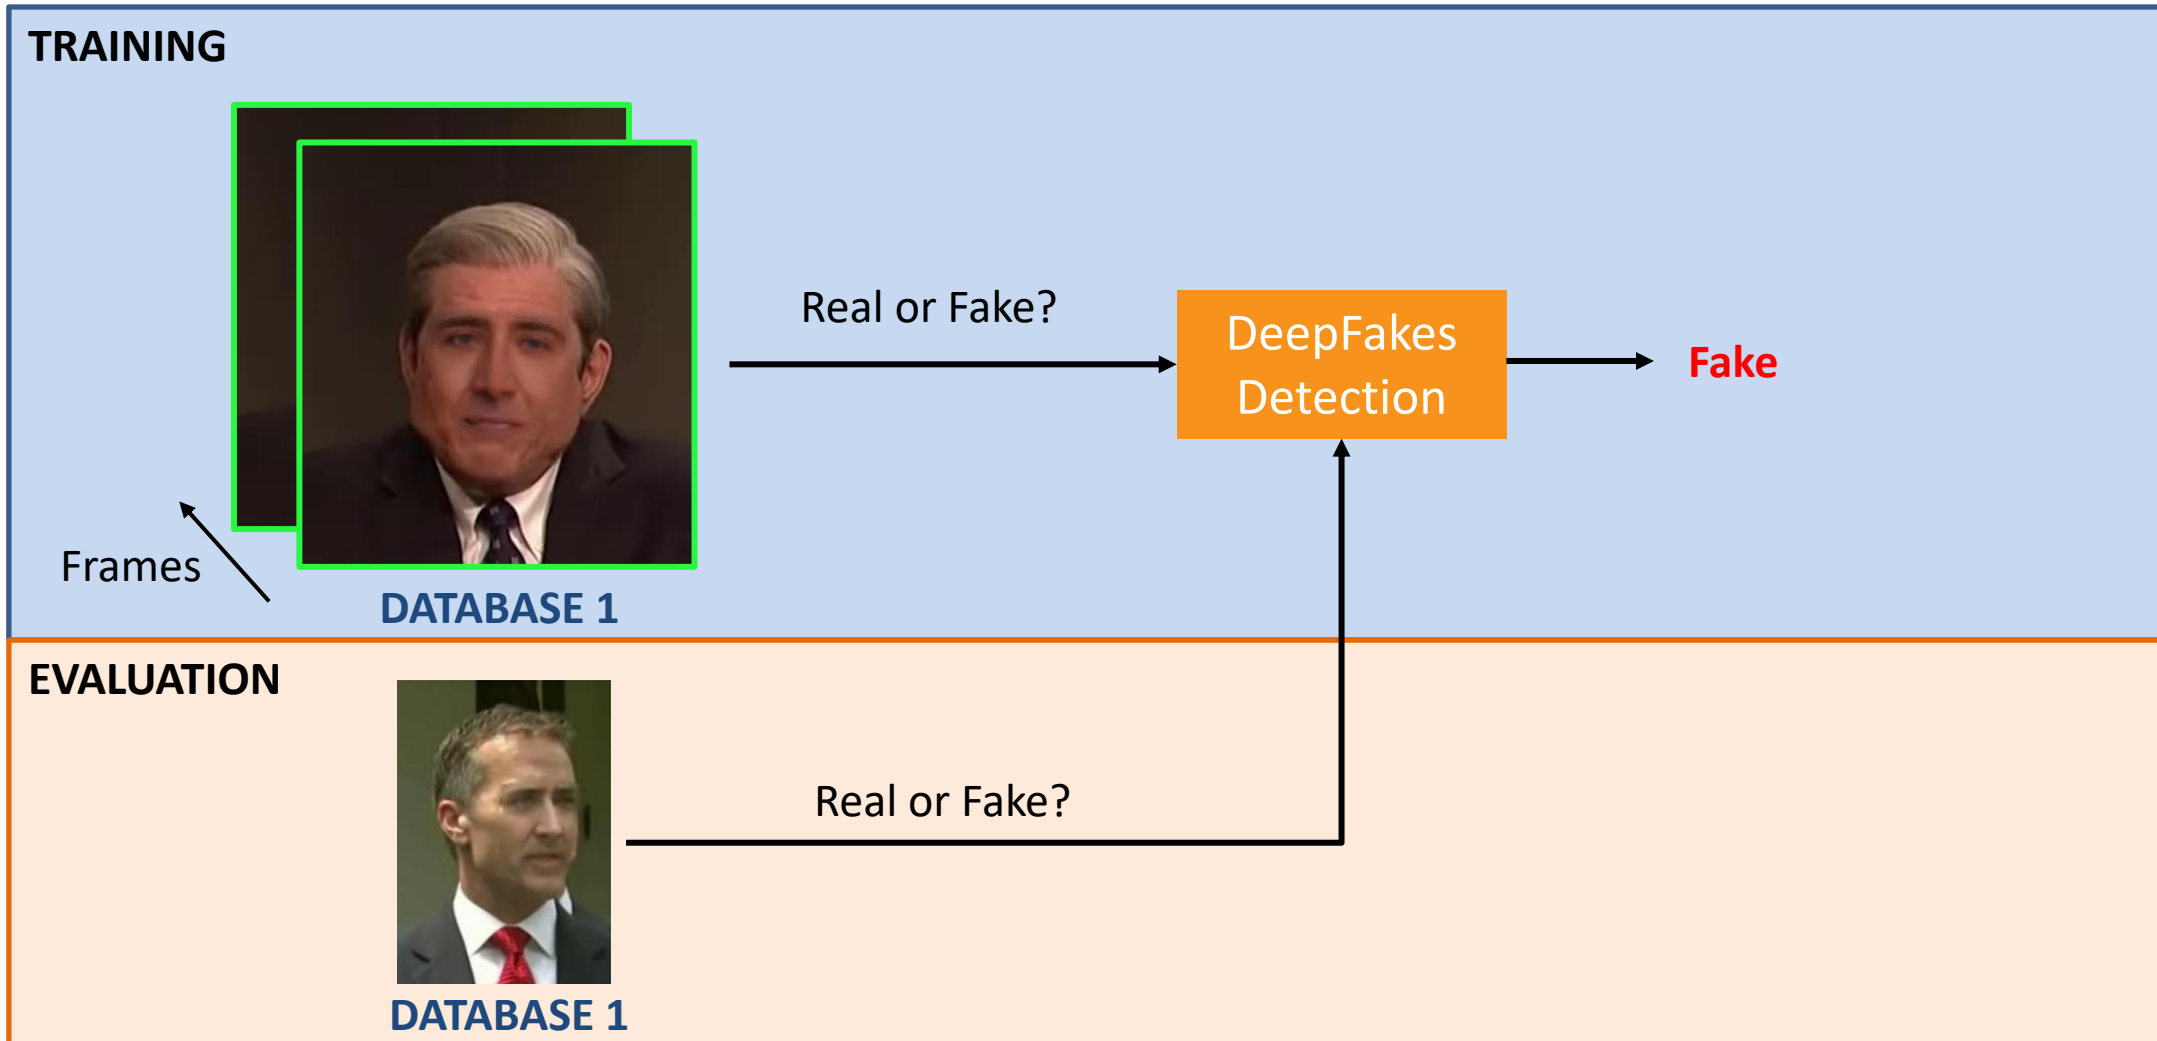 TRAINING
Real or Fake?
DeepFakes
Detection
Fake
Frames
DATABASE 1
EVALUATION
Real or Fake?
DATABASE 1